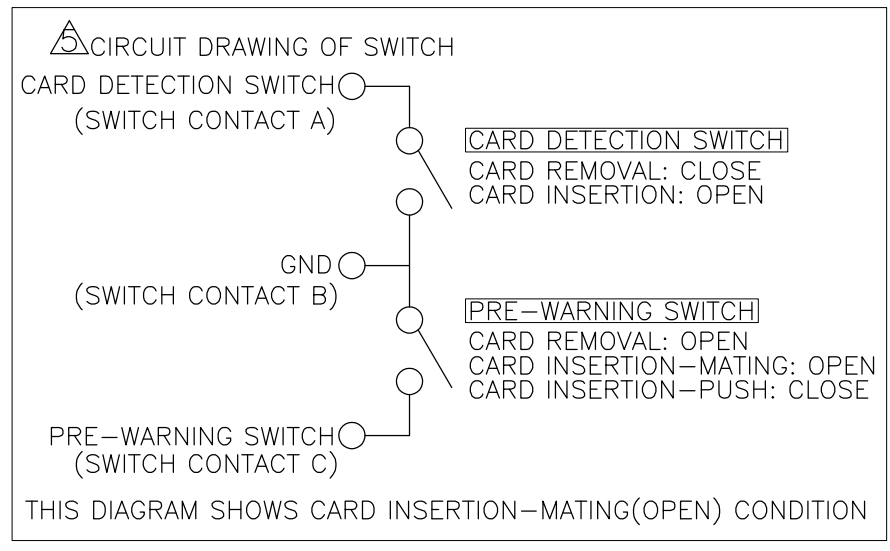 5 CIRCUIT DRAWING OF SWITCH
CARD DETECTION SWITCH
(SWITCH CONTACT A)
CARD DETECTION SWITCH
CARD REMOVAL: CLOSE
CARD INSERTION: OPEN
GND
(SWITCH CONTACT B)
PRE-WARNING SWITCH
CARD REMOVAL: OPEN
CARD INSERTION-MATING: OPEN
CARD INSERTION-PUSH: CLOSE
PRE-WARNING SWITCH
(SWITCH CONTACT C)
THIS DIAGRAM SHOWS CARD INSERTION-MATING(OPEN) CONDITION